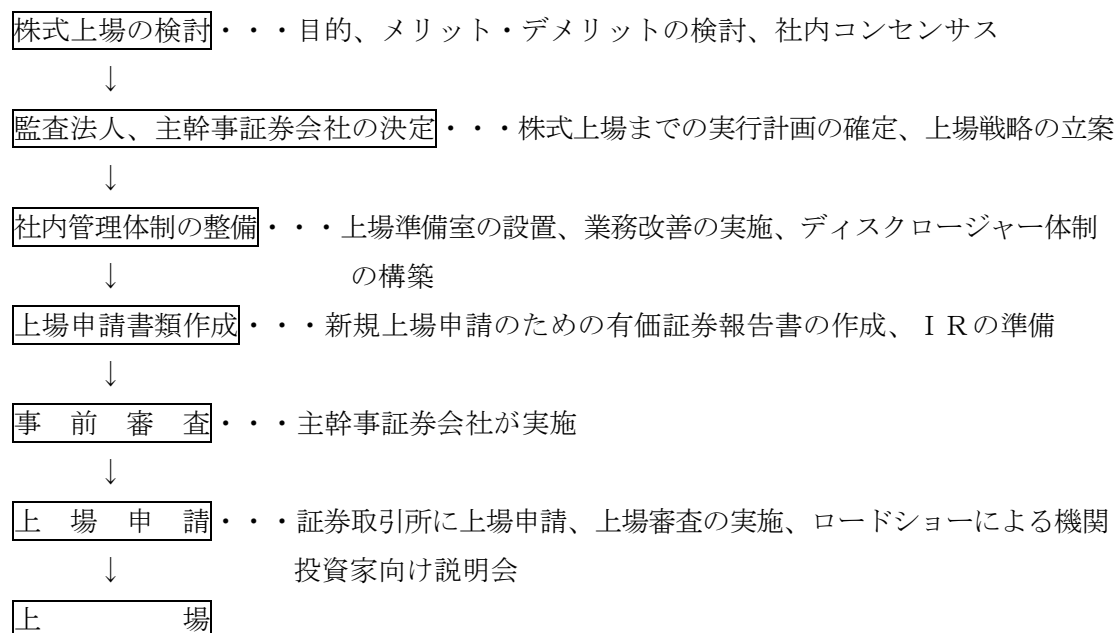 株式上場の検討・・・目的、メリット・デメリットの検討、社内コンセンサス
↓
監査法人、主幹事証券会社の決定・・・株式上場までの実行計画の確定、上場戦略の立案
↓
社内管理体制の整備・・・上場準備室の設置、業務改善の実施、ディスクロージャー体制
↓ の構築
上場申請書類作成・・・新規上場申請のための有価証券報告書の作成、ＩＲの準備
↓
事 前 審 査・・・主幹事証券会社が実施
↓
上 場 申 請・・・証券取引所に上場申請、上場審査の実施、ロードショーによる機関
↓ 投資家向け説明会
上 場